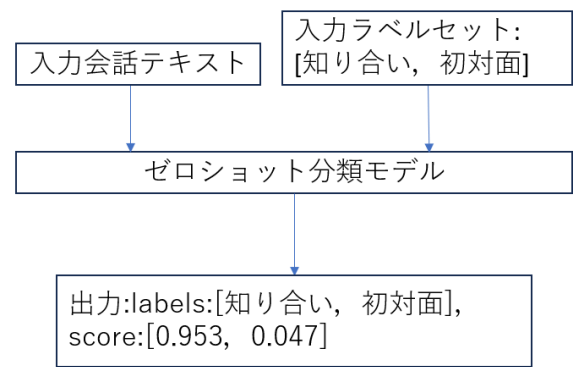 入力会話テキスト
入力ラベルセット:
[知り合い，初対面]
ゼロショット分類モデル
出力:labels:[知り合い，初対面],
score:[0.953，0.047]